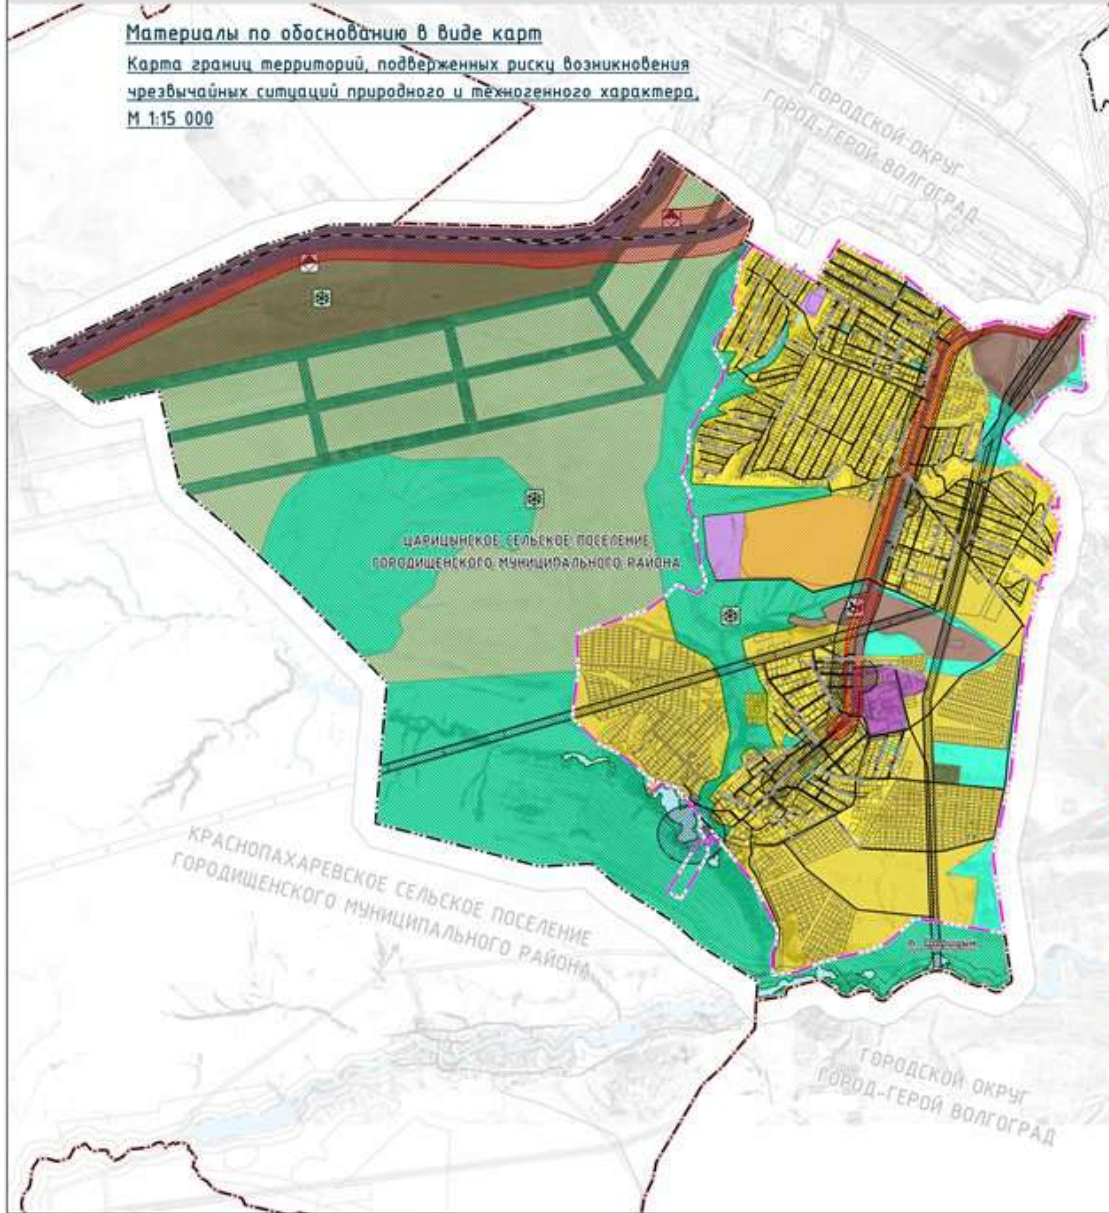 Материалы по обоснованию в виде карт
Карта границ территорий, подверженных риску возникновения
чрезвычайных ситуаций природного и техногенного характера,
М 1:15 000
ГОРОДСКОЙ ОКРУГ
ГОРОД-ГЕРОЙ ВОЛГОГРАД
ЦАРИЦЫНСКОЕ СЕЛЬСКОЕ ПОСЕЛЕНИЕ
ГОРОДИЩЕНСКОГО МУНИЦИПАЛЬНОГО РАЙОНА
КРАСНОПАХАРЕВСКОЕ СЕЛЬСКОЕ ПОСЕЛЕНИЕ
ГОРОДИЩЕНСКОГО МУНИЦИПАЛЬНОГО РАЙОНА
п. Царицын
ГОРОДСКОЙ ОКРУГ
ГОРОД-ГЕРОЙ ВОЛГОГРАД